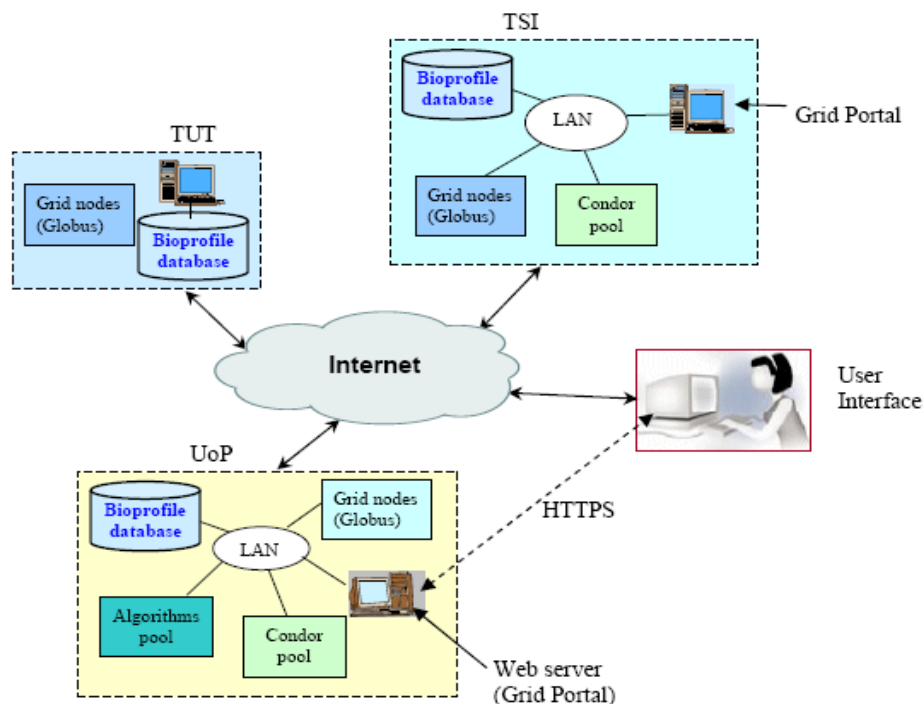 TSI
Bioprofile
database
LAN
Grid Portal
Grid nodes
(Globus)
Condor
pool
TUT
Grid nodes
(Globus)
Bioprofile
database
Internet
User
Interface
HTTPS
UoP
Bioprofile
database
Grid nodes
(Globus)
LAN
Algorithms
pool
Condor
pool
Web server
(Grid Portal)